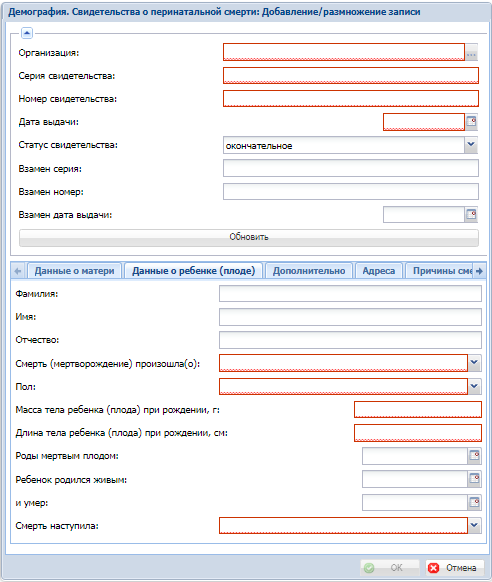 Демография. Свидетельства о перинатальной смерти: Добавление/размножение записи
Организация:
...
Серия свидетельства:
Номер свидетельства:
Дата выдачи:
Статус свидетельства: окончательное
Взамен серия:
Взамен номер:
Взамен дата выдачи:
Обновить
Данные о матери Данные о ребенке (плоде) Дополнительно Адреса Причины сме
Фамилия:
Имя:
Отчество:
Смерть (мертворождение) произошла(о):
Пол:
Масса тела ребенка (плода) при рождении, г:
Длина тела ребенка (плода) при рождении, см:
Роды мертвым плодом:
Ребенок родился живым:
и умер:
Смерть наступила:
ОК Отмена